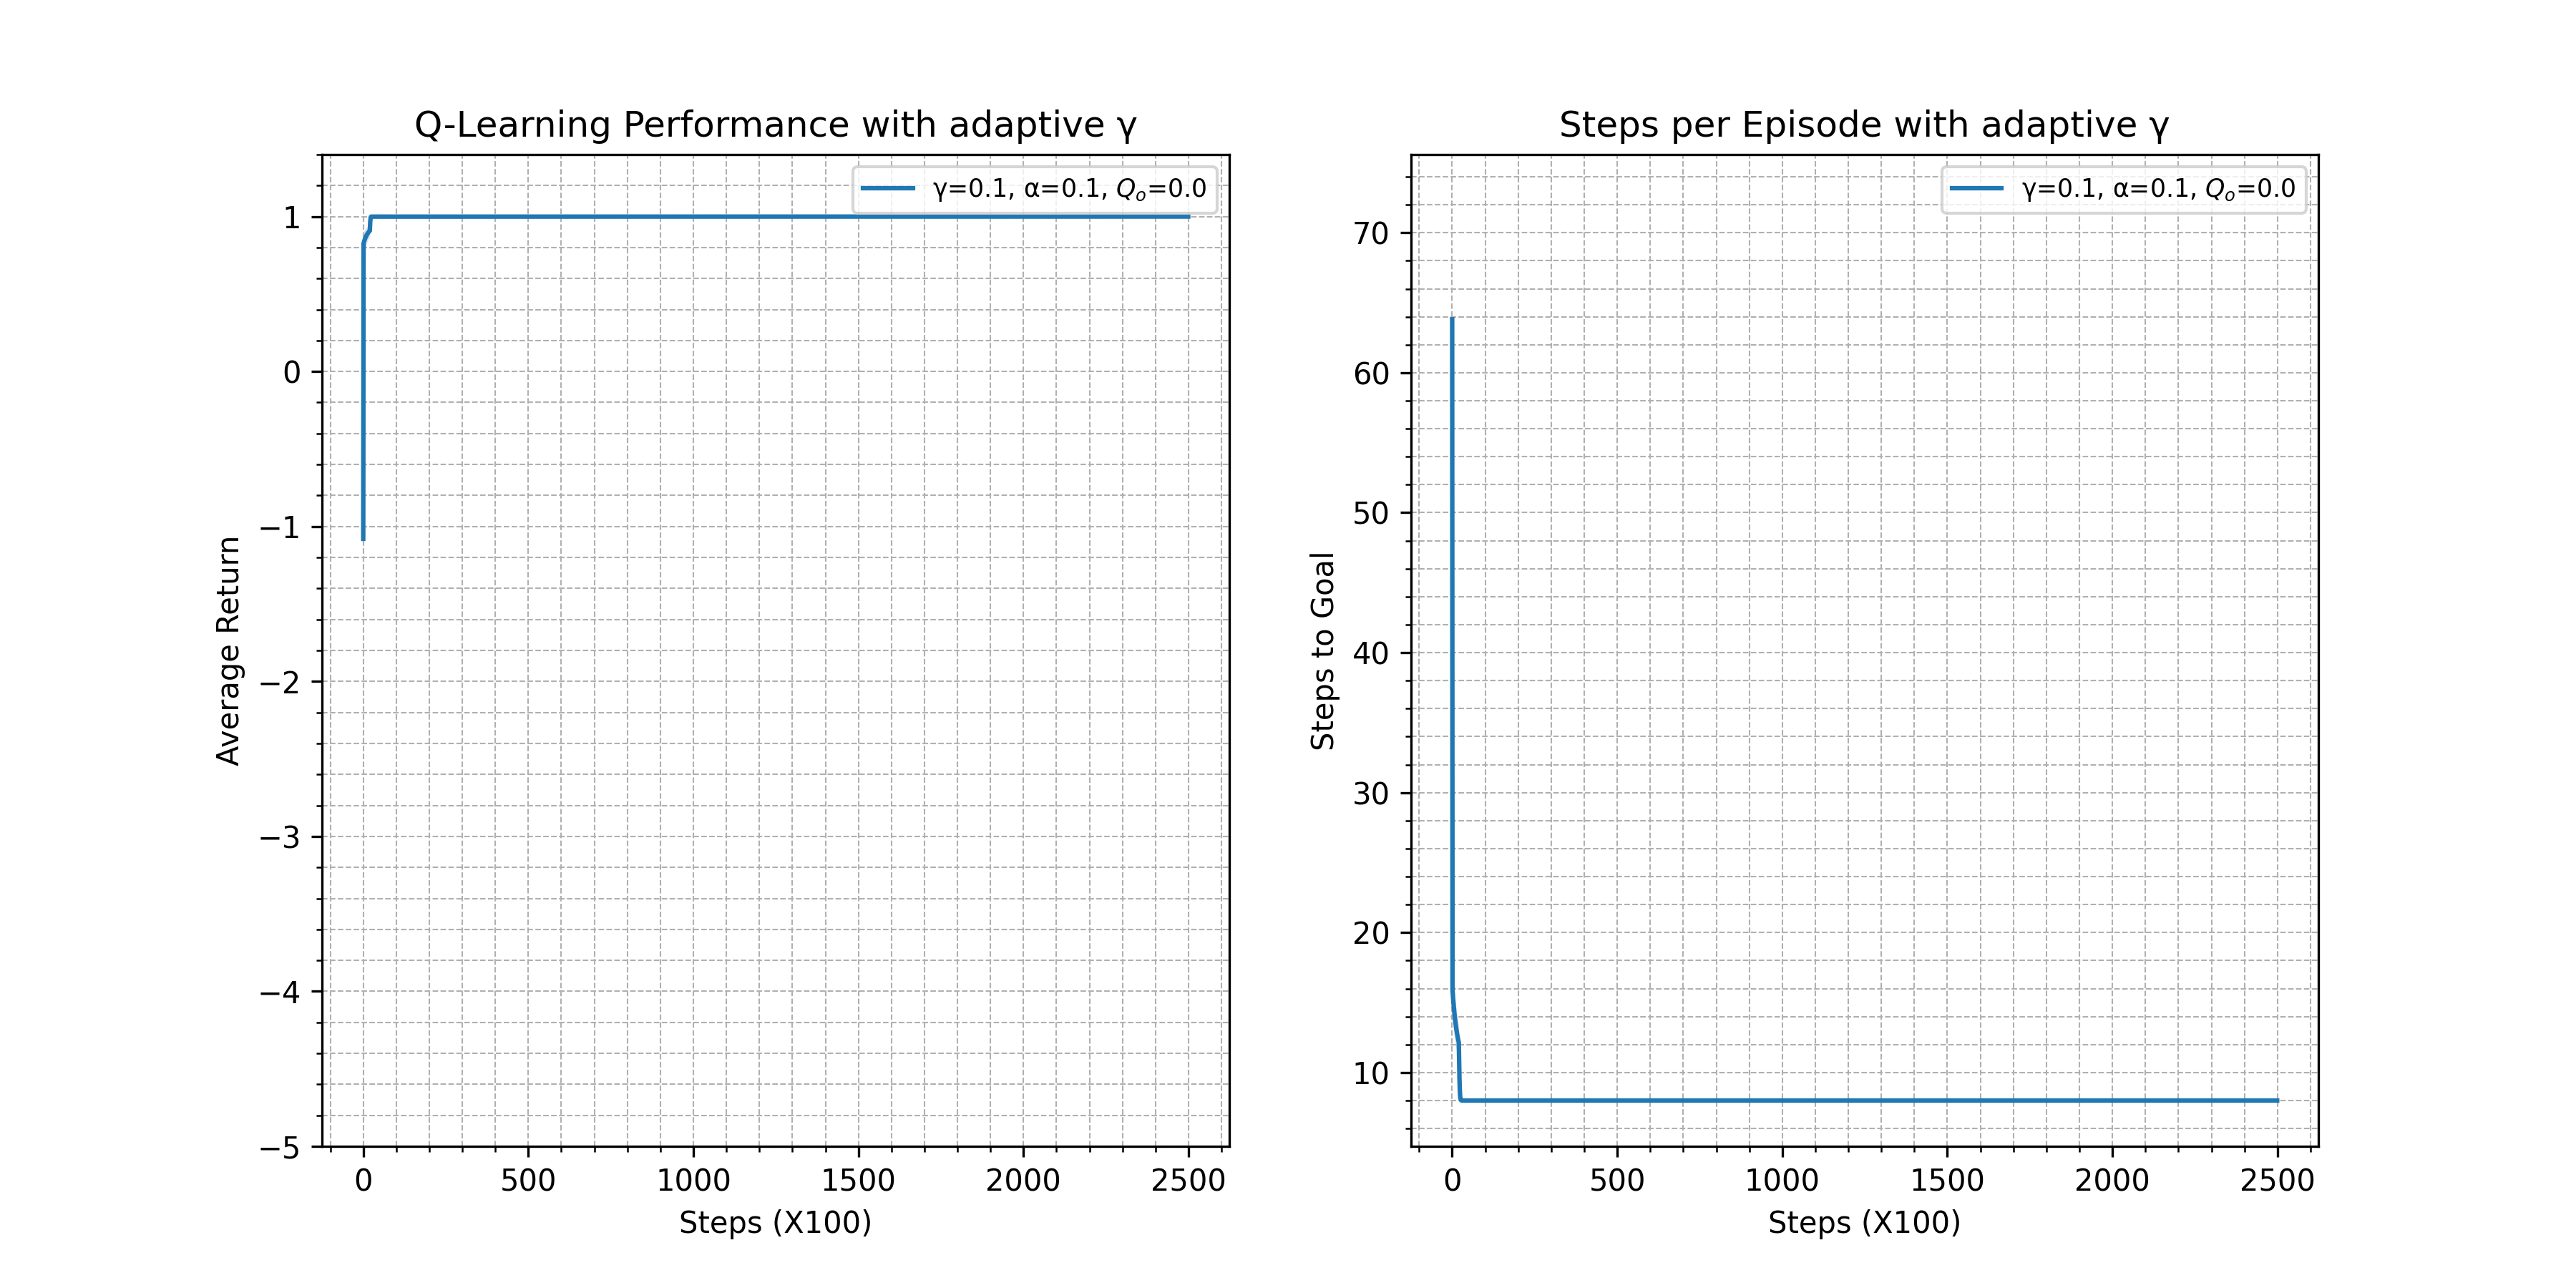 Q-Learning Performance with adaptive γ
γ=0.1, α=0.1, Qₒ=0.0
1
0
−1
−2
−3
−4
−5
Average Return
0 500 1000 1500 2000 2500
Steps (X100)
Steps per Episode with adaptive γ
γ=0.1, α=0.1, Qₒ=0.0
70
60
50
40
30
20
10
Steps to Goal
0 500 1000 1500 2000 2500
Steps (X100)